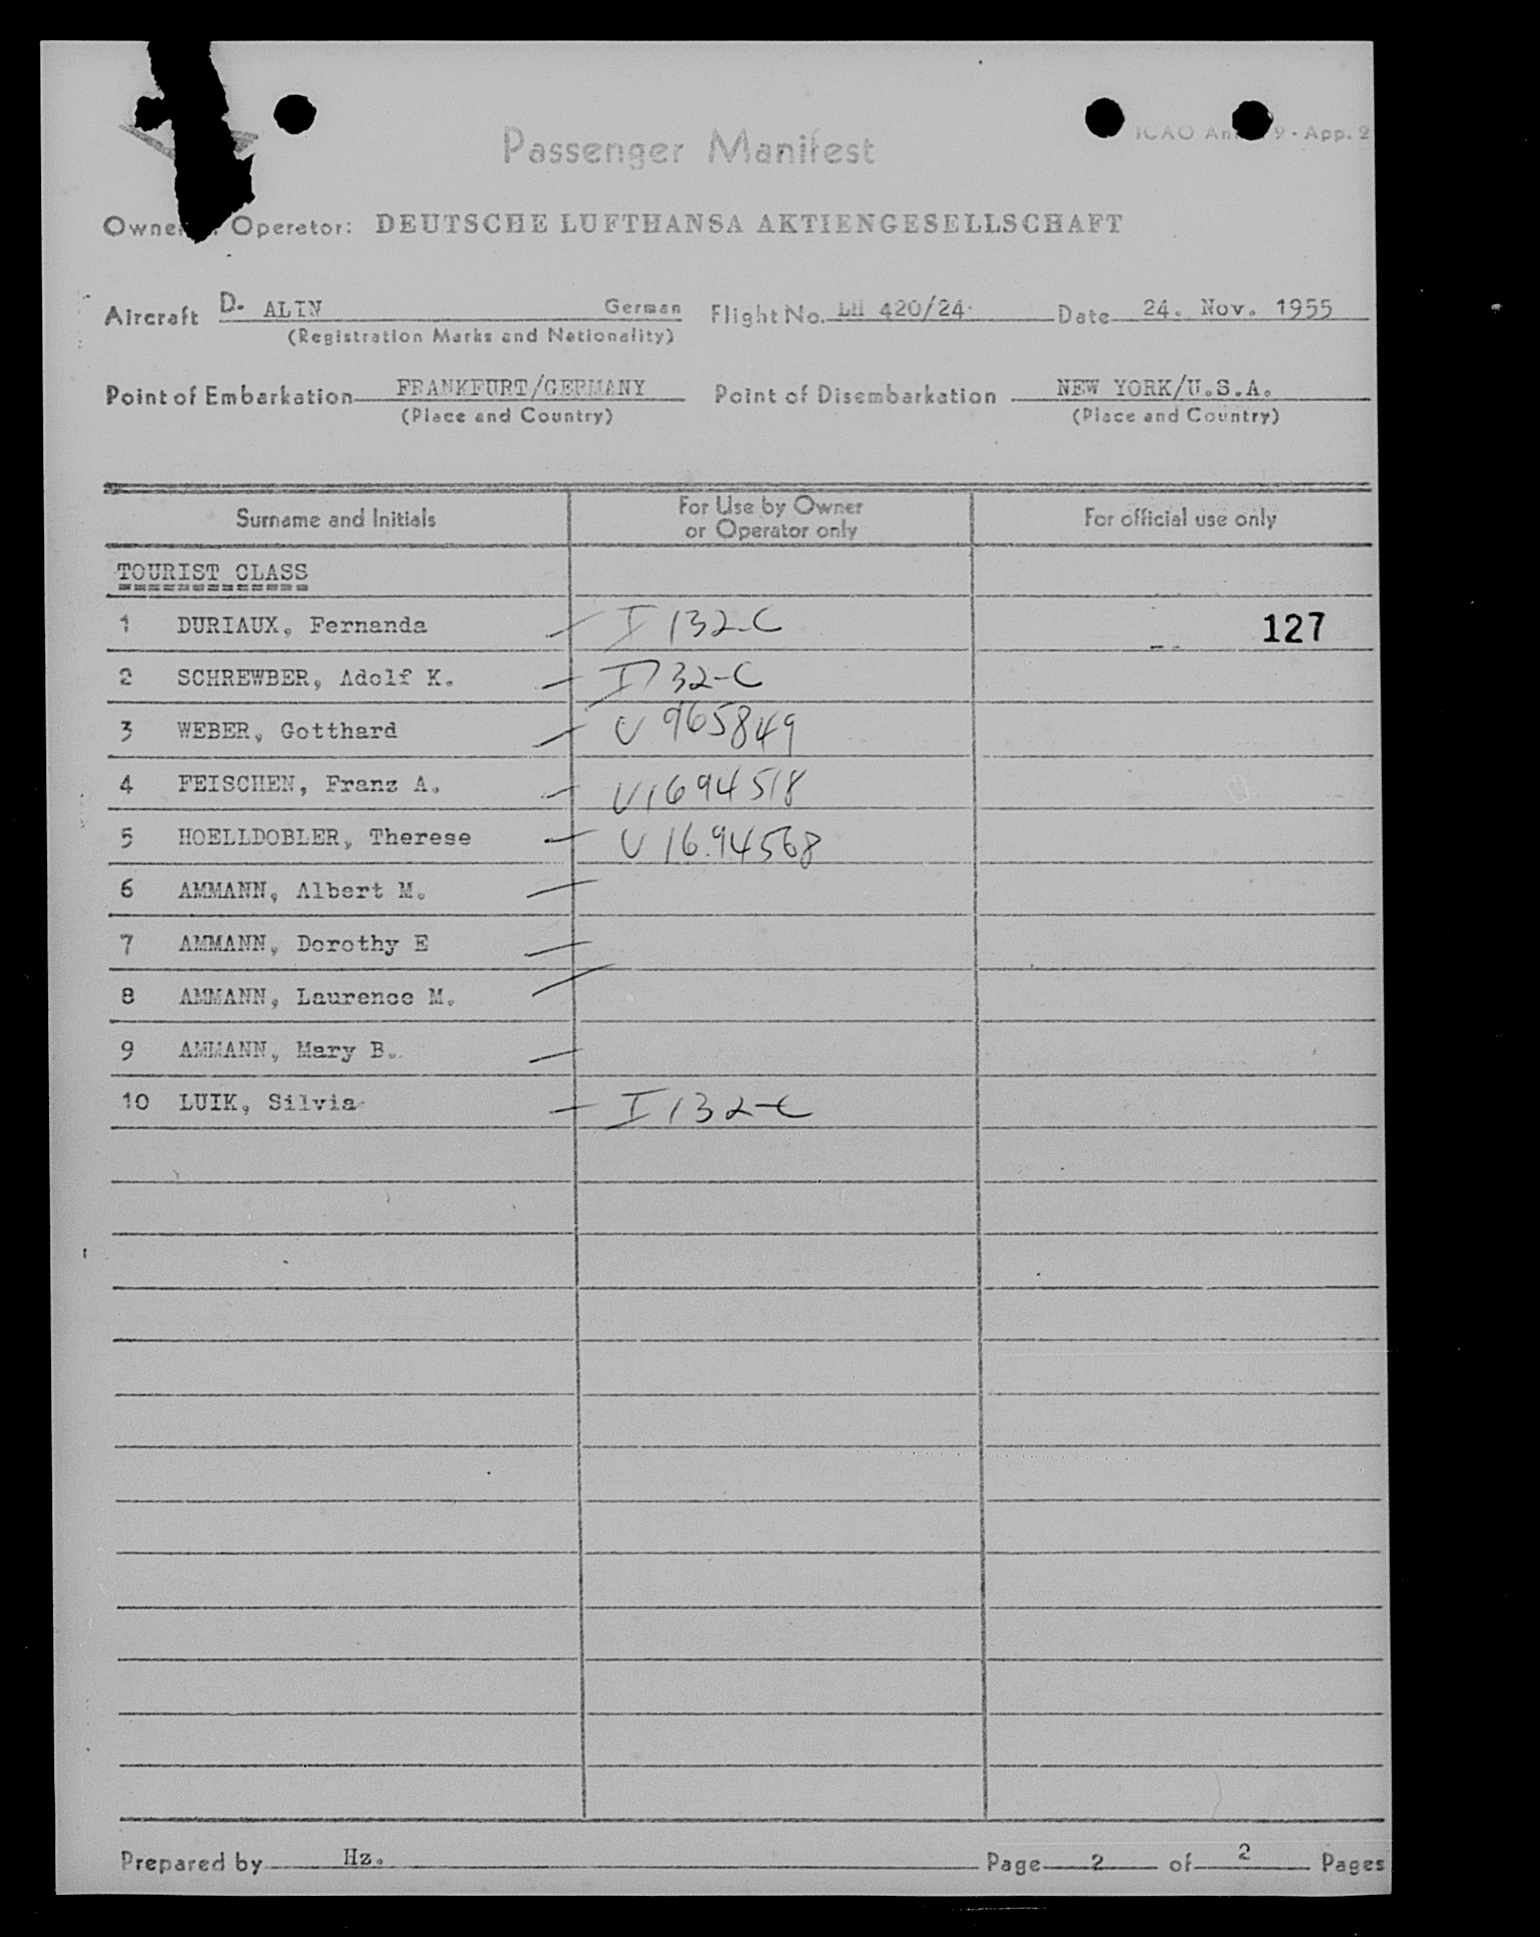 Passenger Manifest
ICAO An 9 - App. 2
Operator: DEUTSCHE LUFTHANSA AKTIENGESELLSCHAFT
Aircraft D- ALIN German Flight No. LH 420/24 Date 24. Nov. 1955
(Registration Marks and Nationality)
Point of Embarkation FRANKFURT/GERMANY Point of Disembarkation NEW YORK/U.S.A.
(Place and Country) (Place and Country)
Surname and Initials For Use by Owner or Operator only For official use only
TOURIST CLASS
1 DURIAUX, Fernanda I 132-C 127
2 SCHREWBER, Adolf K. I 132-C
3 WEBER, Gotthard V 965849
4 FEISCHEN, Franz A. V 1694518
5 HOELLDOBLER, Therese V 1694568
6 AMMANN, Albert M.
7 AMMANN, Dorothy E
8 AMMANN, Laurence M.
9 AMMANN, Mary B.
10 LUIK, Silvia I 132-C
Prepared by Hz. Page 2 of 2 Pages